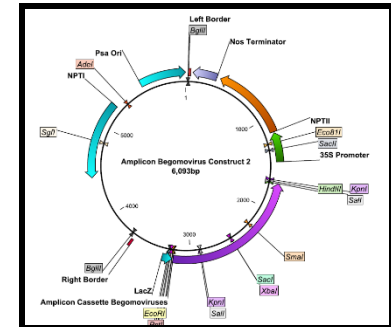 Left Border
BglII
Nos Terminator
Psa Ori
AdeI
NPTI
SgfI
1
1000
2000
3000
4000
5000
NPTII
Eco81I
SacII
35S Promoter
HindIII
KpnI
SalI
Amplicon Begomovirus Construct 2
6,093bp
SmaI
SacI
XbaI
KpnI
SalI
BglII
Right Border
LacZ
Amplicon Cassette Begomoviruses
EcoRI